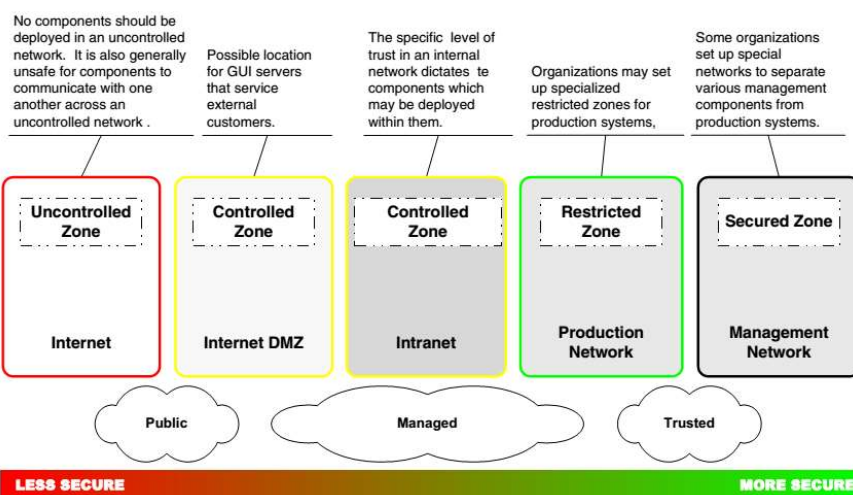 No components should be
deployed in an uncontrolled
network. It is also generally
unsafe for components to
communicate with one
another across an
uncontrolled network .
Possible location
for GUI servers
that service
external
customers.
The specific level of
trust in an internal
network dictates te
components which
may be deployed
within them.
Organizations may set
up specialized
restricted zones for
production systems,
Some organizations
set up special
networks to separate
various management
components from
production systems.
Uncontrolled
Zone
Internet
Controlled
Zone
Internet DMZ
Controlled
Zone
Intranet
Restricted
Zone
Production
Network
Secured Zone
Management
Network
Public
Managed
Trusted
LESS SECURE
MORE SECURE